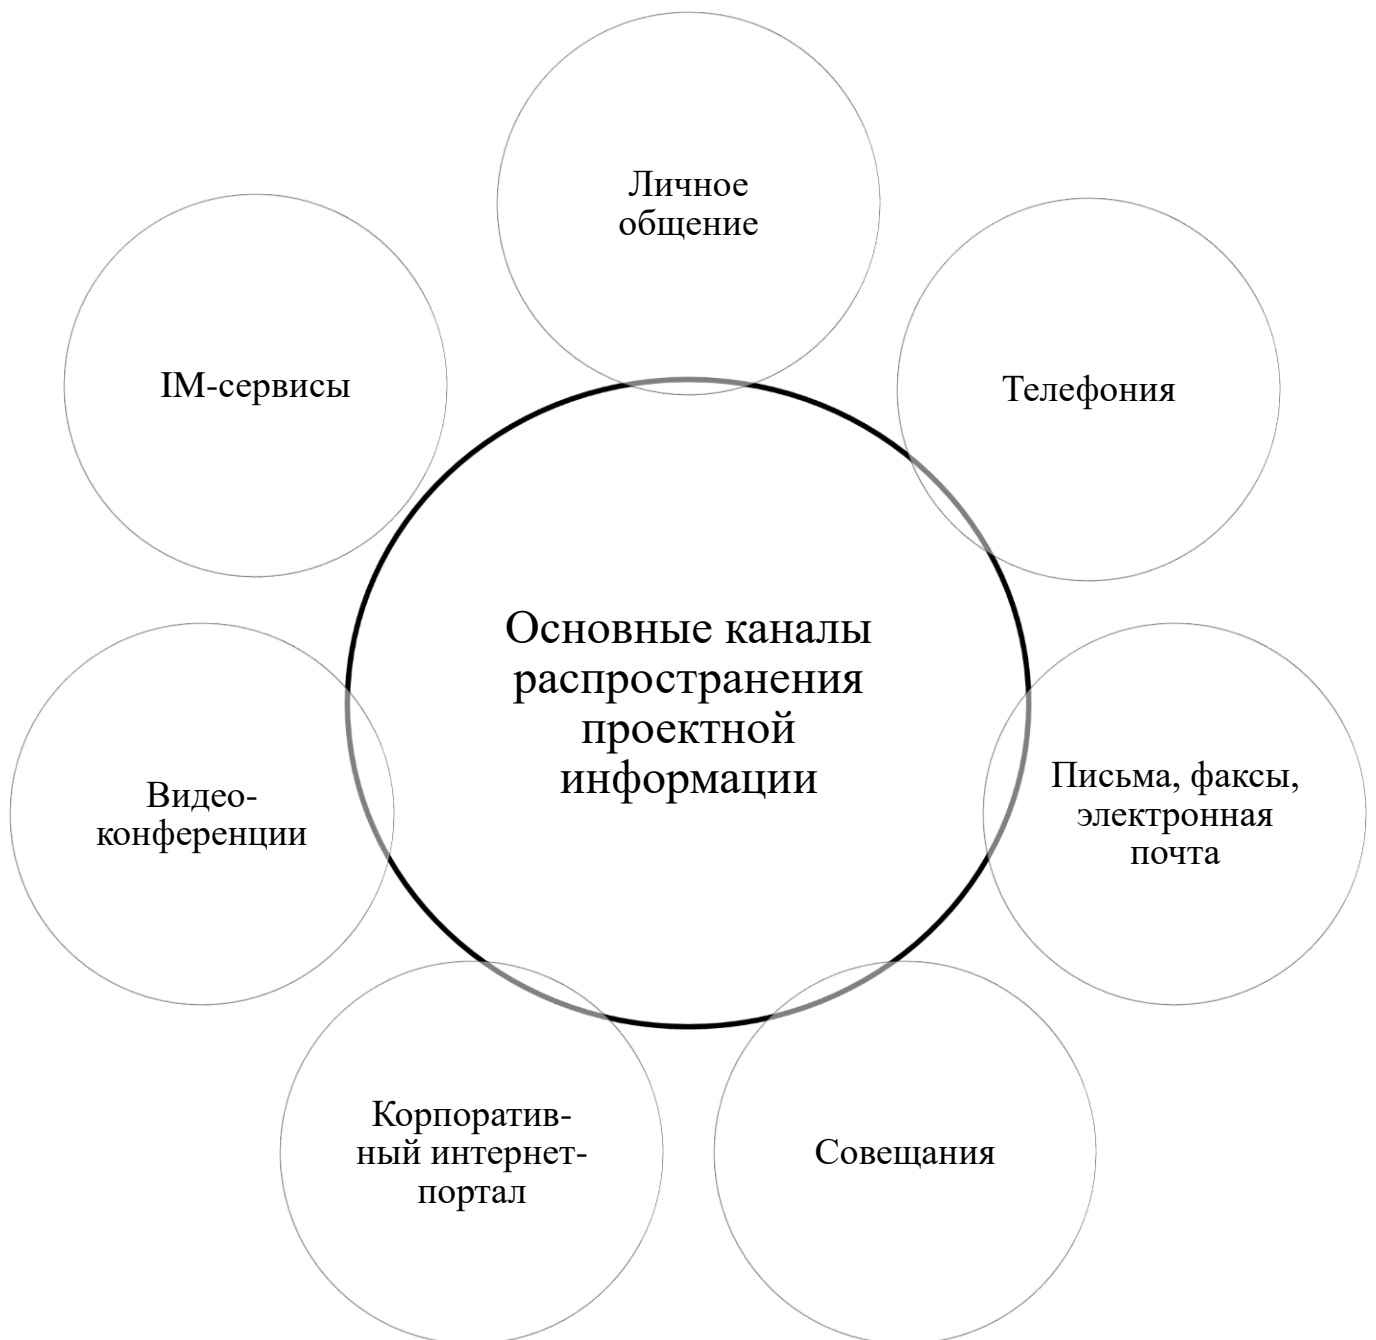 Личное
общение
Телефония
IM-сервисы
Основные каналы
распространения
проектной
информации
Письма, факсы,
электронная
почта
Видео-
конференции
Корпоратив-
ный интернет-
портал
Совещания